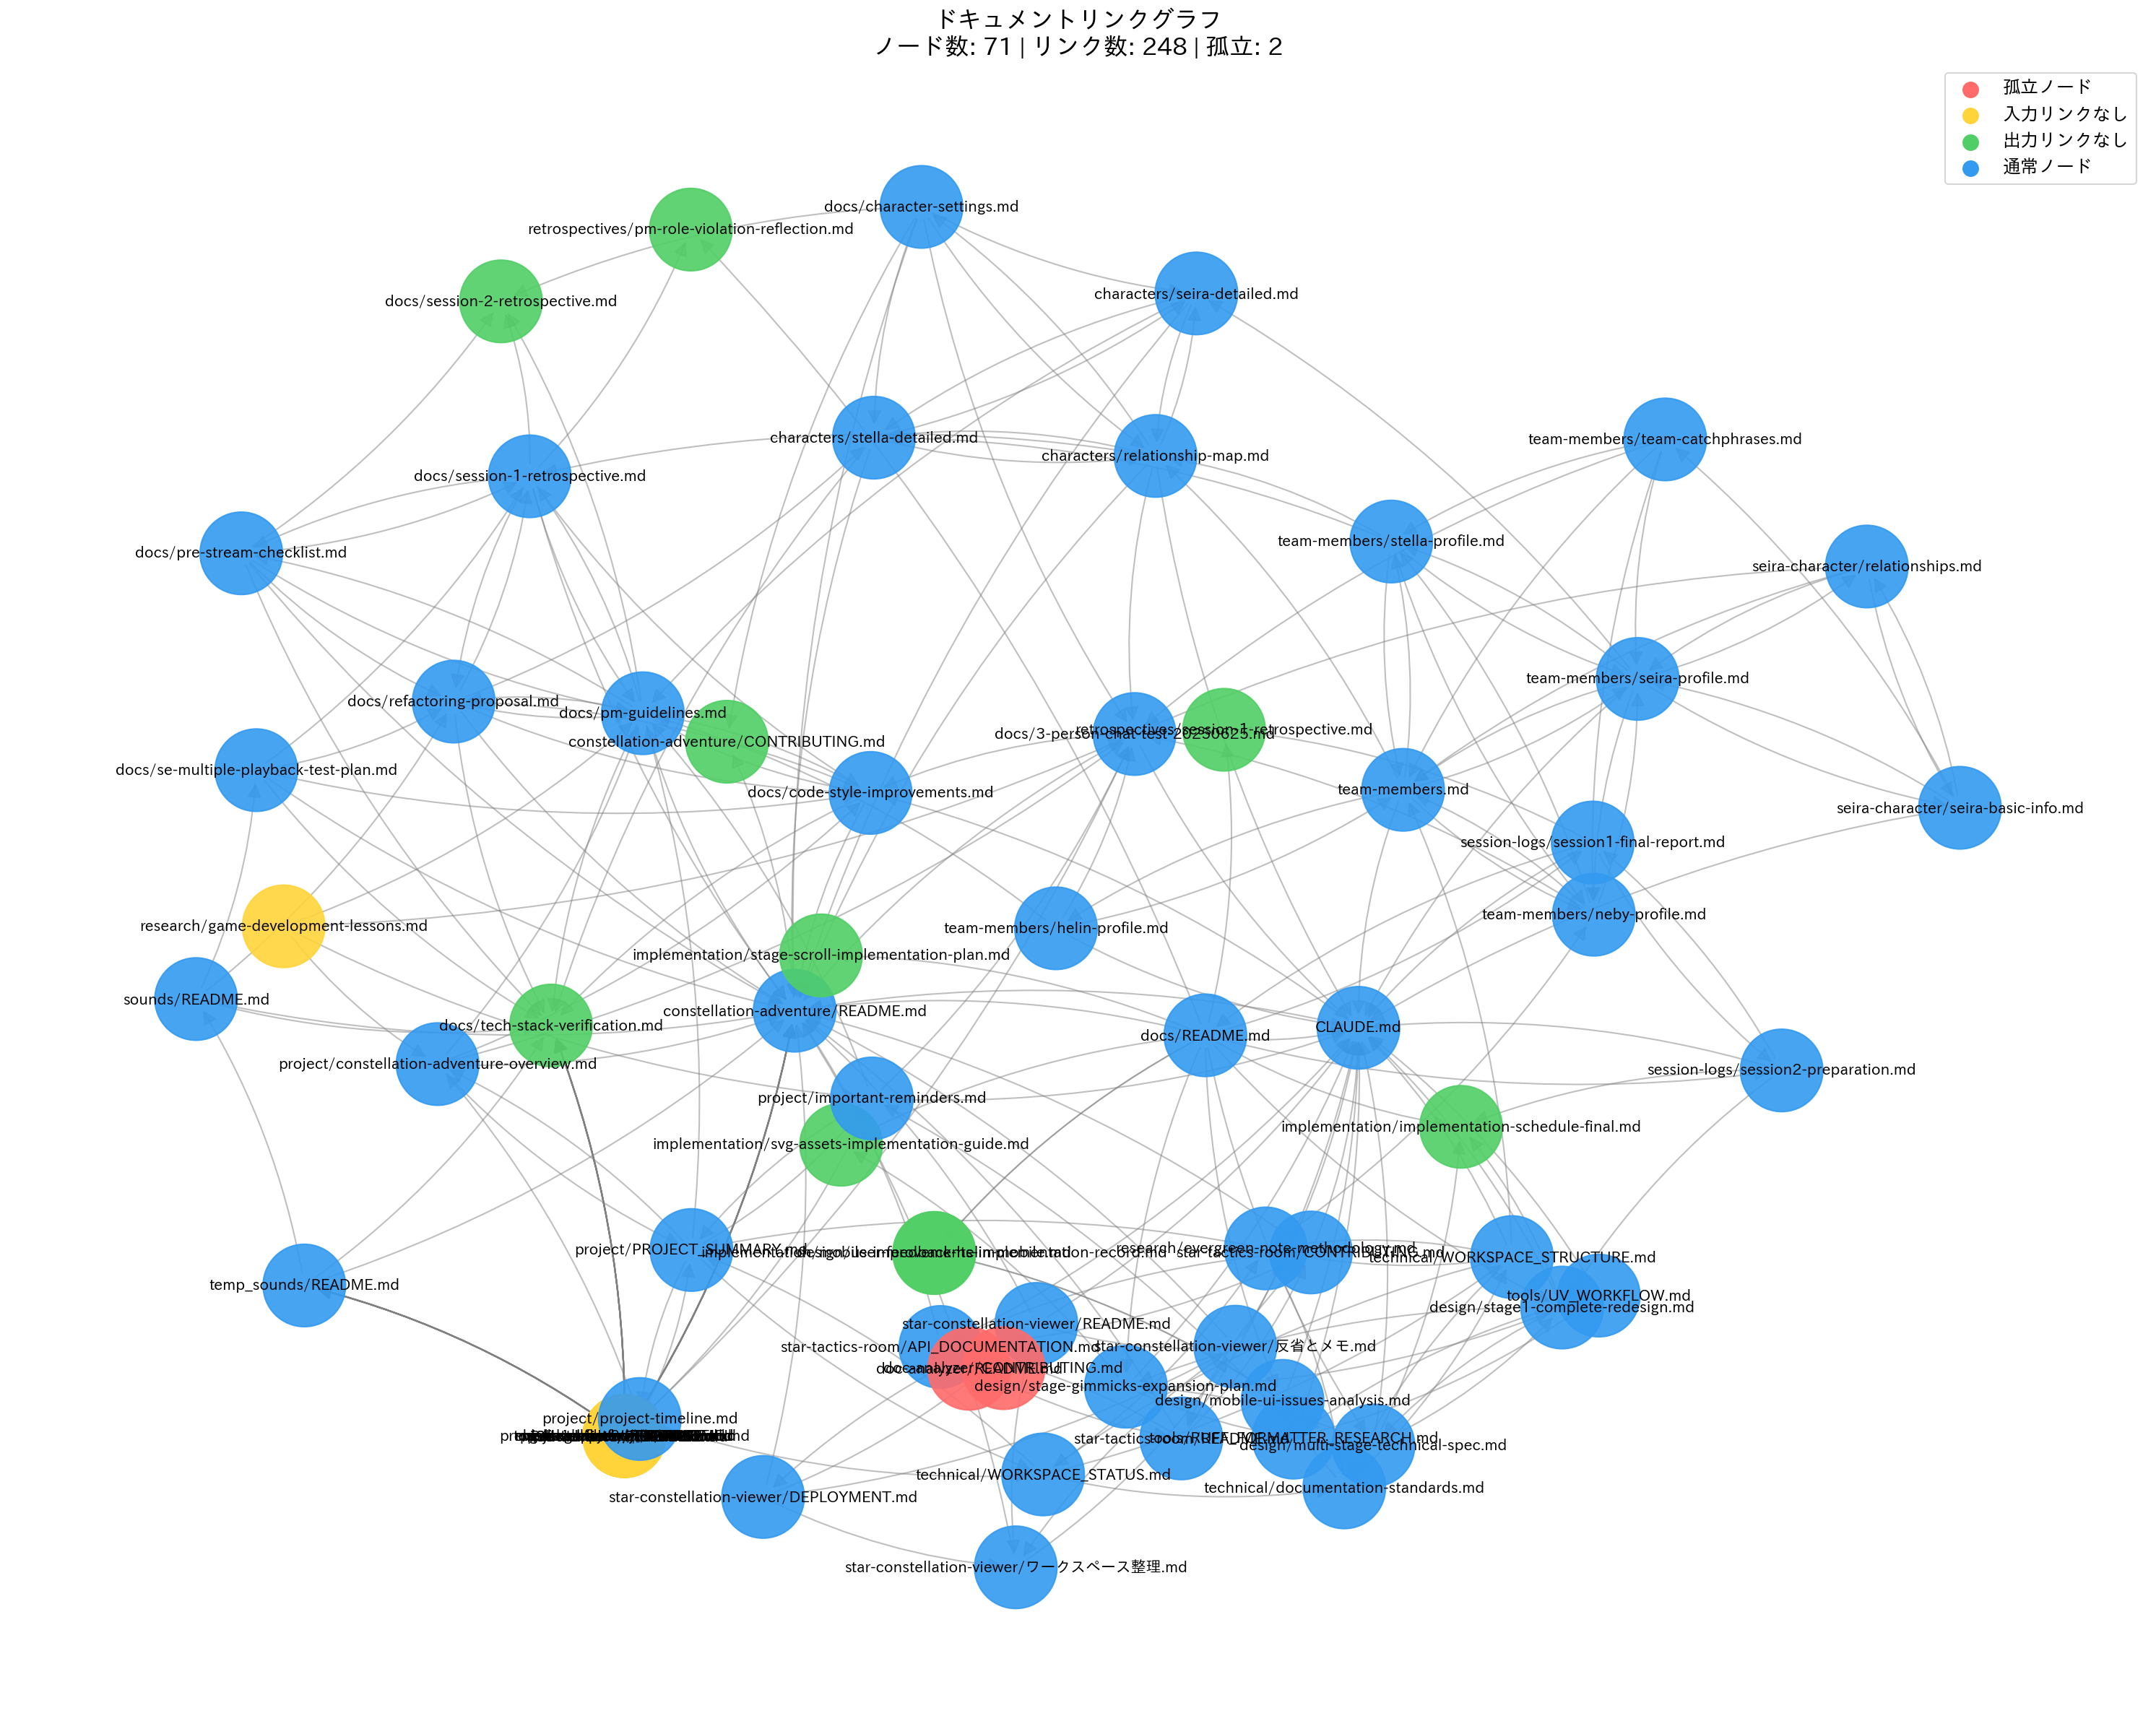 ドキュメントリンクグラフ
ノード数: 71 | リンク数: 248 | 孤立: 2
孤立ノード
入力リンクなし
出力リンクなし
通常ノード
docs/character-settings.md
retrospectives/pm-role-violation-reflection.md
characters/seira-detailed.md
docs/session-2-retrospective.md
characters/stella-detailed.md
team-members/team-catchphrases.md
characters/relationship-map.md
docs/session-1-retrospective.md
team-members/stella-profile.md
docs/pre-stream-checklist.md
seira-character/relationships.md
team-members/seira-profile.md
docs/refactoring-proposal.md
docs/pm-guidelines.md
retrospectives/session-1-retrospective.md
docs/3-person-chat-test-20250625.md
constellation-adventure/CONTRIBUTING.md
docs/se-multiple-playback-test-plan.md
team-members.md
docs/code-style-improvements.md
seira-character/seira-basic-info.md
session-logs/session1-final-report.md
team-members/neby-profile.md
research/game-development-lessons.md
team-members/helin-profile.md
implementation/stage-scroll-implementation-plan.md
sounds/README.md
constellation-adventure/README.md
docs/tech-stack-verification.md
CLAUDE.md
docs/README.md
project/constellation-adventure-overview.md
session-logs/session2-preparation.md
project/important-reminders.md
implementation/implementation-schedule-final.md
implementation/svg-assets-implementation-guide.md
project/PROJECT_SUMMARY.md
research/evergreen-note-methodology.md
star-tactics-room/CONTRIBUTING.md
technical/WORKSPACE_STRUCTURE.md
temp_sounds/README.md
tools/UV_WORKFLOW.md
design/stage1-complete-redesign.md
star-constellation-viewer/README.md
star-tactics-room/API_DOCUMENTATION.md
star-constellation-viewer/反省とメモ.md
doc-analyzer/CONTRIBUTING.md
doc-analyzer/README.md
design/stage-gimmicks-expansion-plan.md
design/mobile-ui-issues-analysis.md
project/project-timeline.md
star-tactics-room/README.md
tools/RUFF_FORMATTER_RESEARCH.md
design/multi-stage-technical-spec.md
technical/WORKSPACE_STATUS.md
technical/documentation-standards.md
star-constellation-viewer/DEPLOYMENT.md
star-constellation-viewer/ワークスペース整理.md